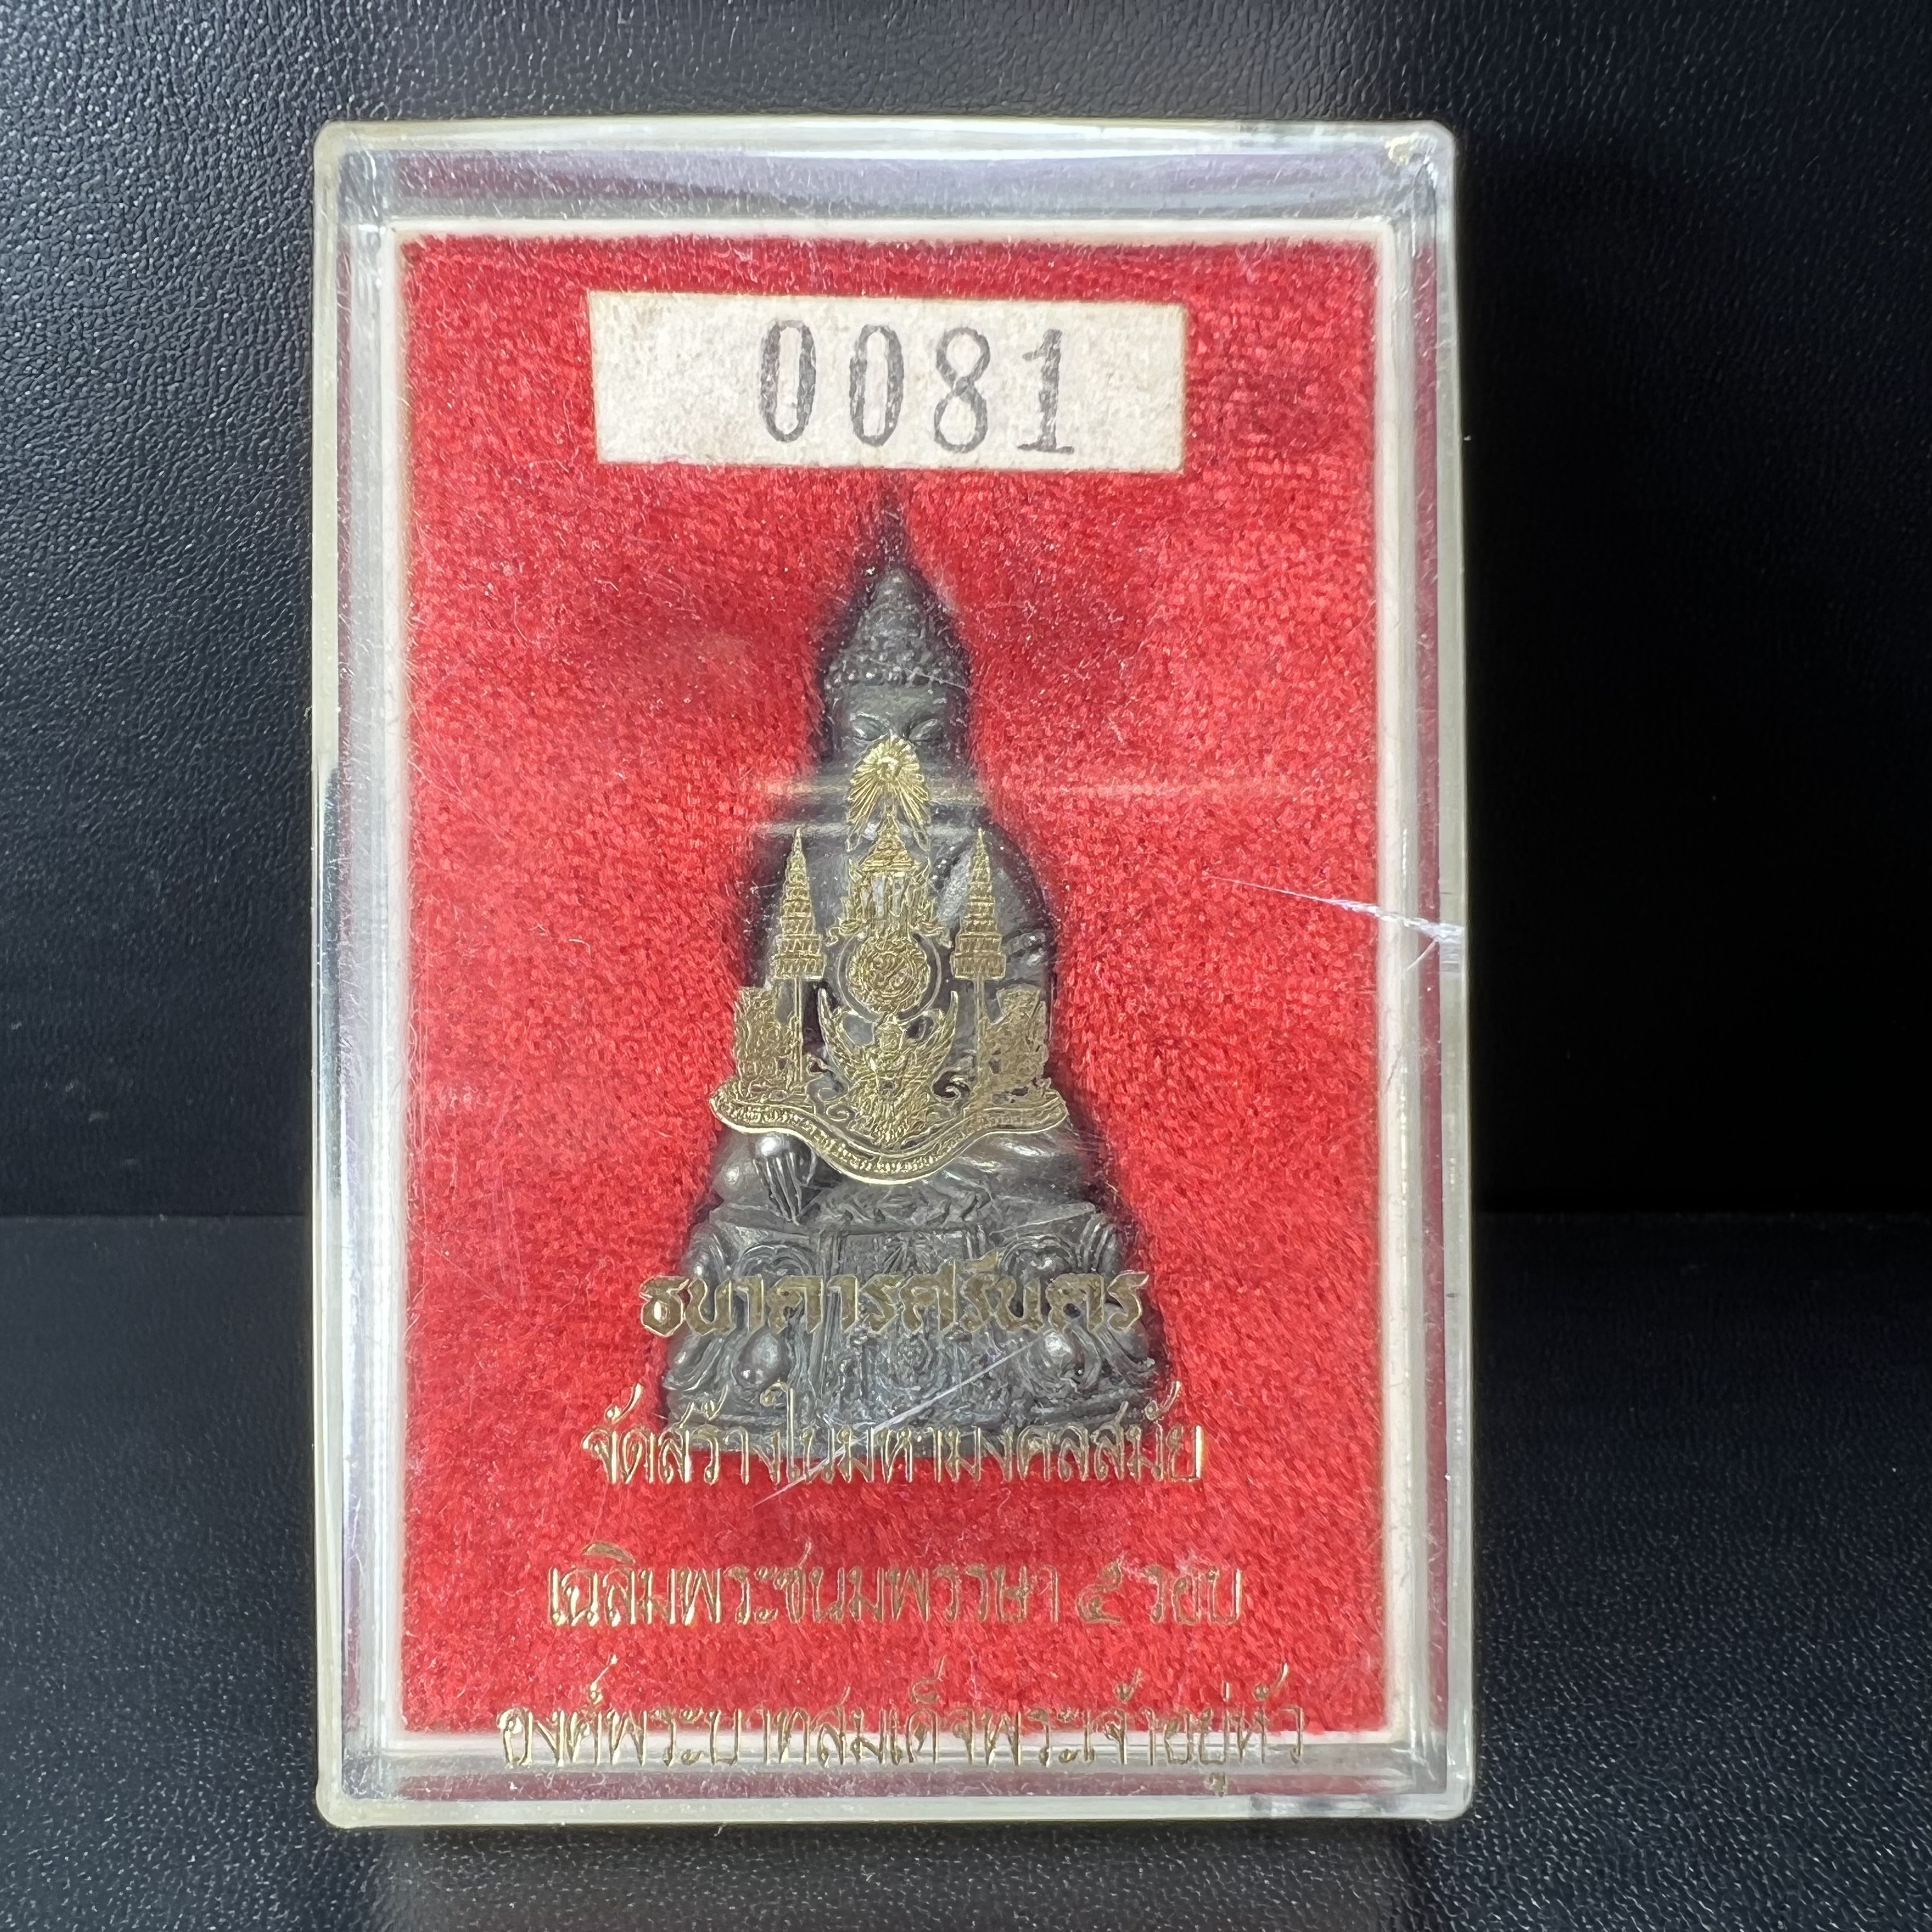 0081
ธนาคารศรีนคร
จัดสร้างในมหามงคลสมัย
เฉลิมพระชนมพรรษา ๕ รอบ
องค์พระบาทสมเด็จพระเจ้าอยู่หัว